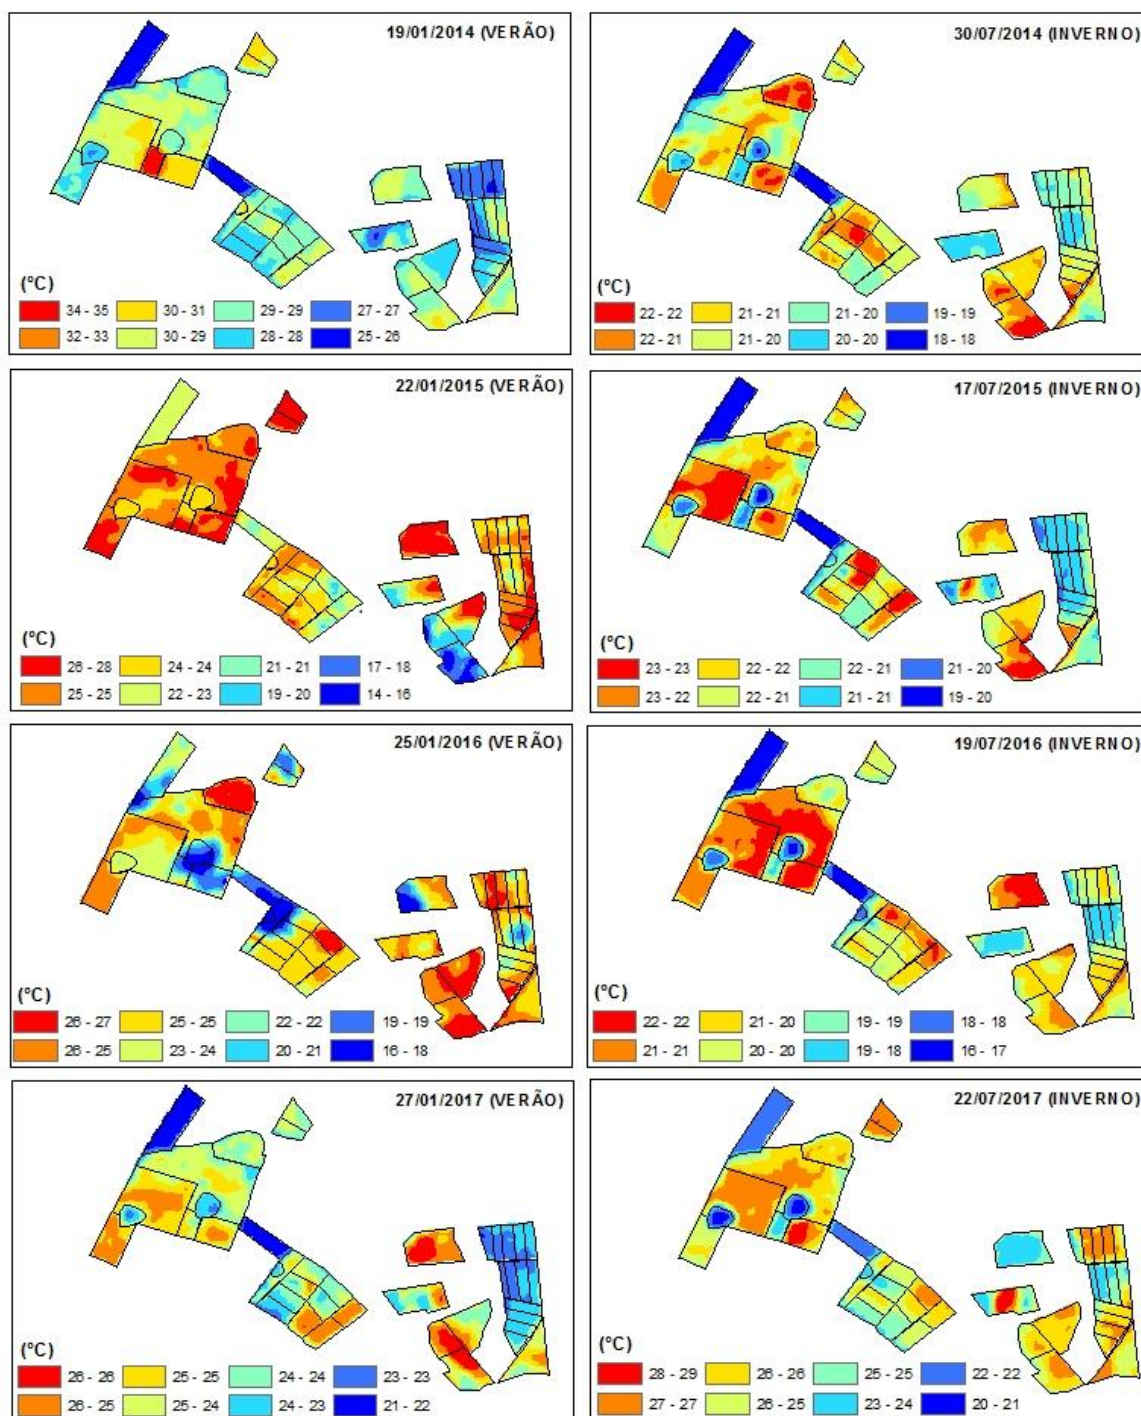 19/01/2014 (VERÃO)
(ºC)
34 - 35 30 - 31 29 - 29 27 - 27
32 - 33 30 - 29 28 - 28 25 - 26
30/07/2014 (INVERNO)
(ºC)
22 - 22 21 - 21 21 - 20 19 - 19
22 - 21 21 - 20 20 - 20 18 - 18
22/01/2015 (VERÃO)
(ºC)
26 - 28 24 - 24 21 - 21 17 - 18
25 - 25 22 - 23 19 - 20 14 - 16
17/07/2015 (INVERNO)
(ºC)
23 - 23 22 - 22 22 - 21 21 - 20
23 - 22 22 - 21 21 - 21 19 - 20
25/01/2016 (VERÃO)
(ºC)
26 - 27 25 - 25 22 - 22 19 - 19
26 - 25 23 - 24 20 - 21 16 - 18
19/07/2016 (INVERNO)
(ºC)
22 - 22 21 - 20 19 - 19 18 - 18
21 - 21 20 - 20 19 - 18 16 - 17
27/01/2017 (VERÃO)
(ºC)
26 - 26 25 - 25 24 - 24 23 - 23
26 - 25 25 - 24 24 - 23 21 - 22
22/07/2017 (INVERNO)
(ºC)
28 - 29 26 - 26 25 - 25 22 - 22
27 - 27 26 - 25 23 - 24 20 - 21